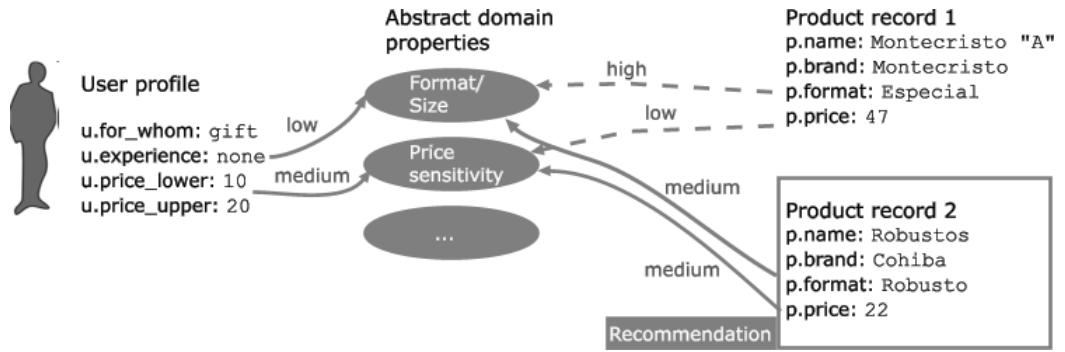 User profile
u.for_whom: gift
u.experience: none
u.price_lower: 10
u.price_upper: 20
low
medium
Abstract domain
properties
Format/
Size
Price
sensitivity
...
high
low
medium
medium
Product record 1
p.name: Montecristo "A"
p.brand: Montecristo
p.format: Especial
p.price: 47
Product record 2
p.name: Robustos
p.brand: Cohiba
p.format: Robusto
p.price: 22
Recommendation